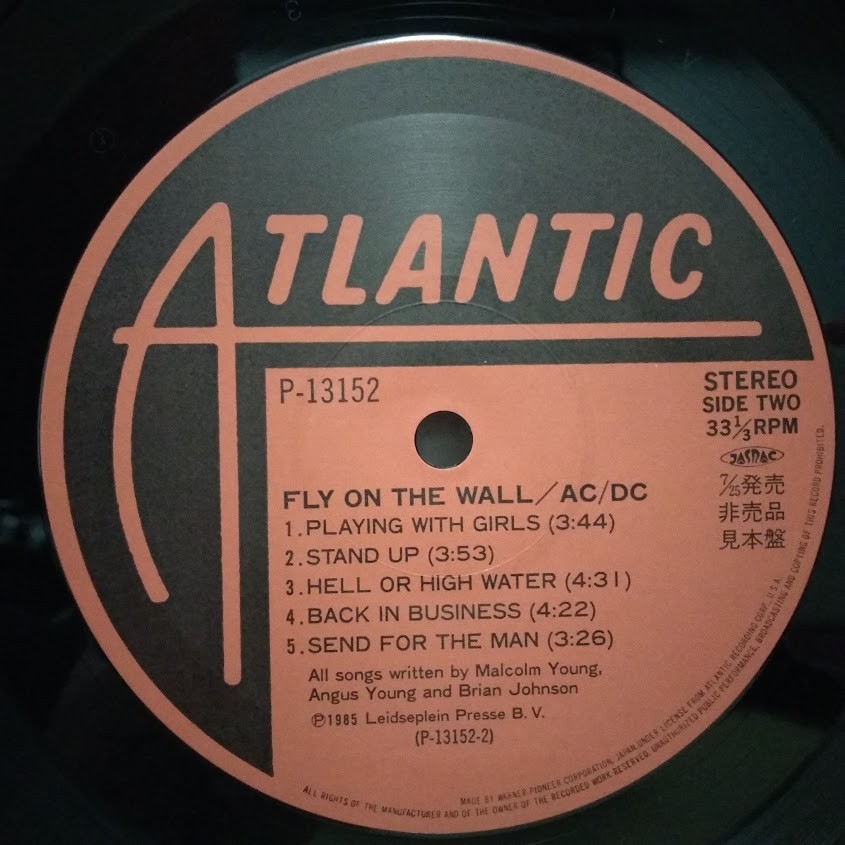 ATLANTIC
P-13152
STEREO
SIDE TWO
33⅓RPM
JASRAC
7/25発売
非売品
見本盤
FLY ON THE WALL/AC/DC
1.PLAYING WITH GIRLS (3:44)
2.STAND UP (3:53)
3.HELL OR HIGH WATER (4:31)
4.BACK IN BUSINESS (4:22)
5.SEND FOR THE MAN (3:26)
All songs written by Malcolm Young,
Angus Young and Brian Johnson
℗1985 Leidseplein Presse B.V.
(P-13152-2)
MADE BY WARNER-PIONEER CORPORATION, JAPAN UNDER LICENSE FROM ATLANTIC RECORDING CORP., U.S.A.
ALL RIGHTS OF THE MANUFACTURER AND OF THE OWNER OF THE RECORDED WORK RESERVED. UNAUTHORIZED PUBLIC PERFORMANCE, BROADCASTING AND COPYING OF THIS RECORD PROHIBITED.